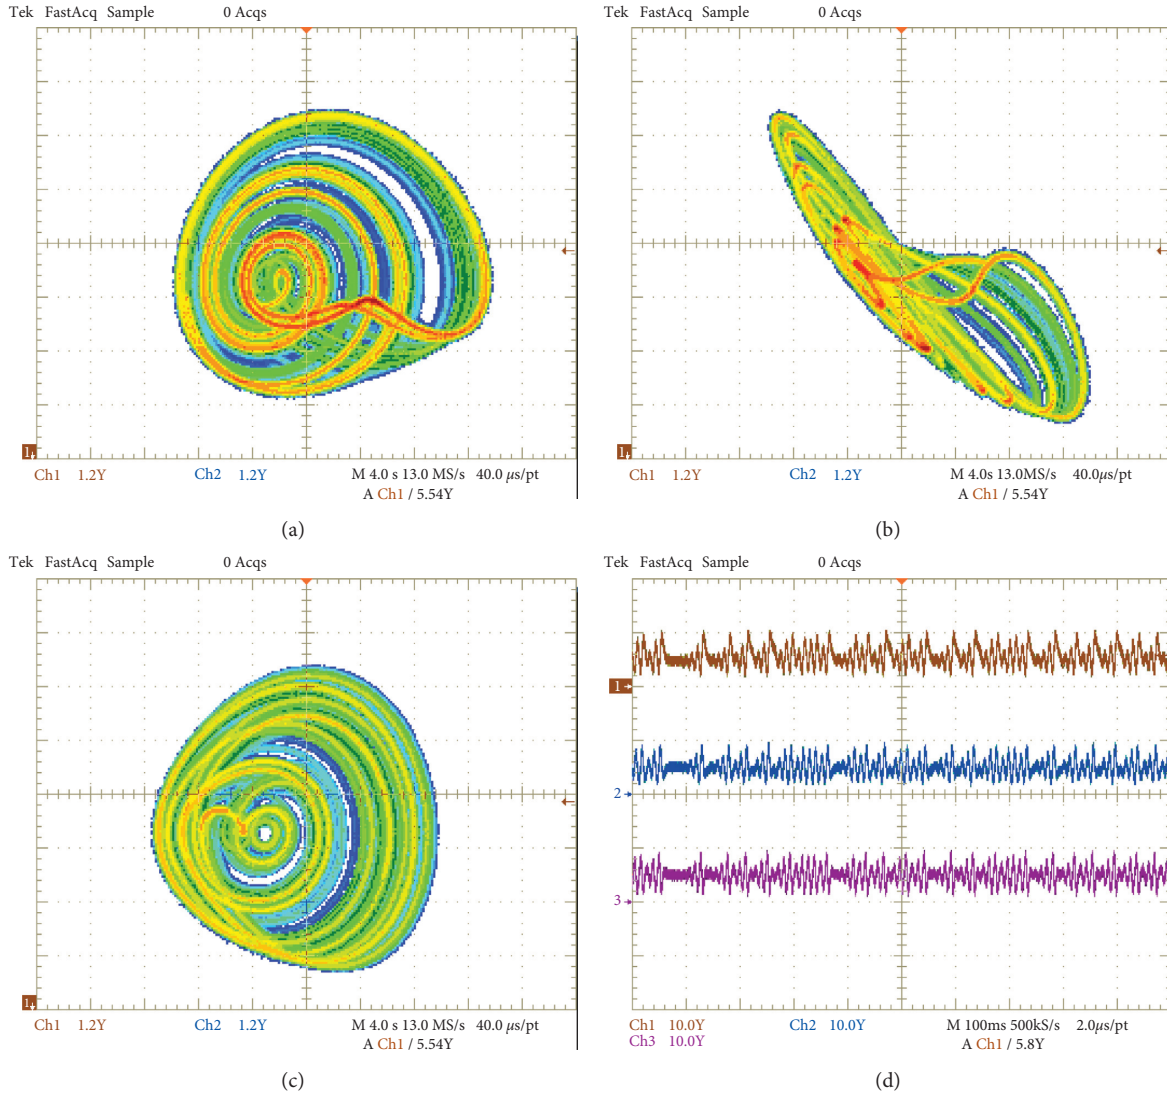 Tek FastAcq Sample 0 Acqs
1
Ch1 1.2Y Ch2 1.2Y M 4.0 s 13.0 MS/s 40.0 μs/pt
A Ch1 / 5.54Y
(a)
Tek FastAcq Sample 0 Acqs
1
Ch1 1.2Y Ch2 1.2Y M 4.0s 13.0MS/s 40.0μs/pt
A Ch1 / 5.54Y
(b)
Tek FastAcq Sample 0 Acqs
1
Ch1 1.2Y Ch2 1.2Y M 4.0 s 13.0 MS/s 40.0 μs/pt
A Ch1 / 5.54Y
(c)
Tek FastAcq Sample 0 Acqs
1
2
3
Ch1 10.0Y Ch2 10.0Y M 100ms 500kS/s 2.0μs/pt
Ch3 10.0Y A Ch1 / 5.8Y
(d)